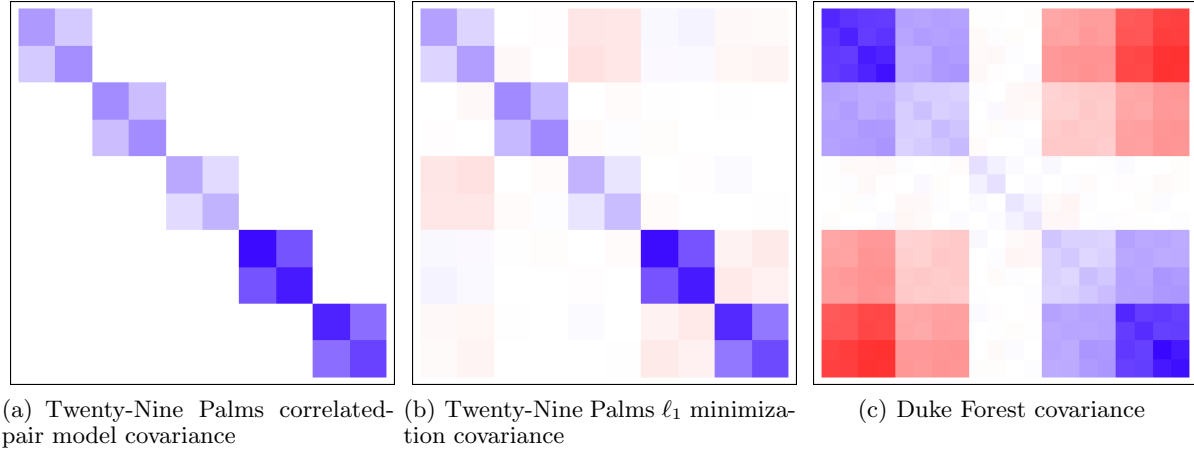 (a) Twenty-Nine Palms correlated-
pair model covariance
(b) Twenty-Nine Palms ℓ1 minimiza-
tion covariance
(c) Duke Forest covariance